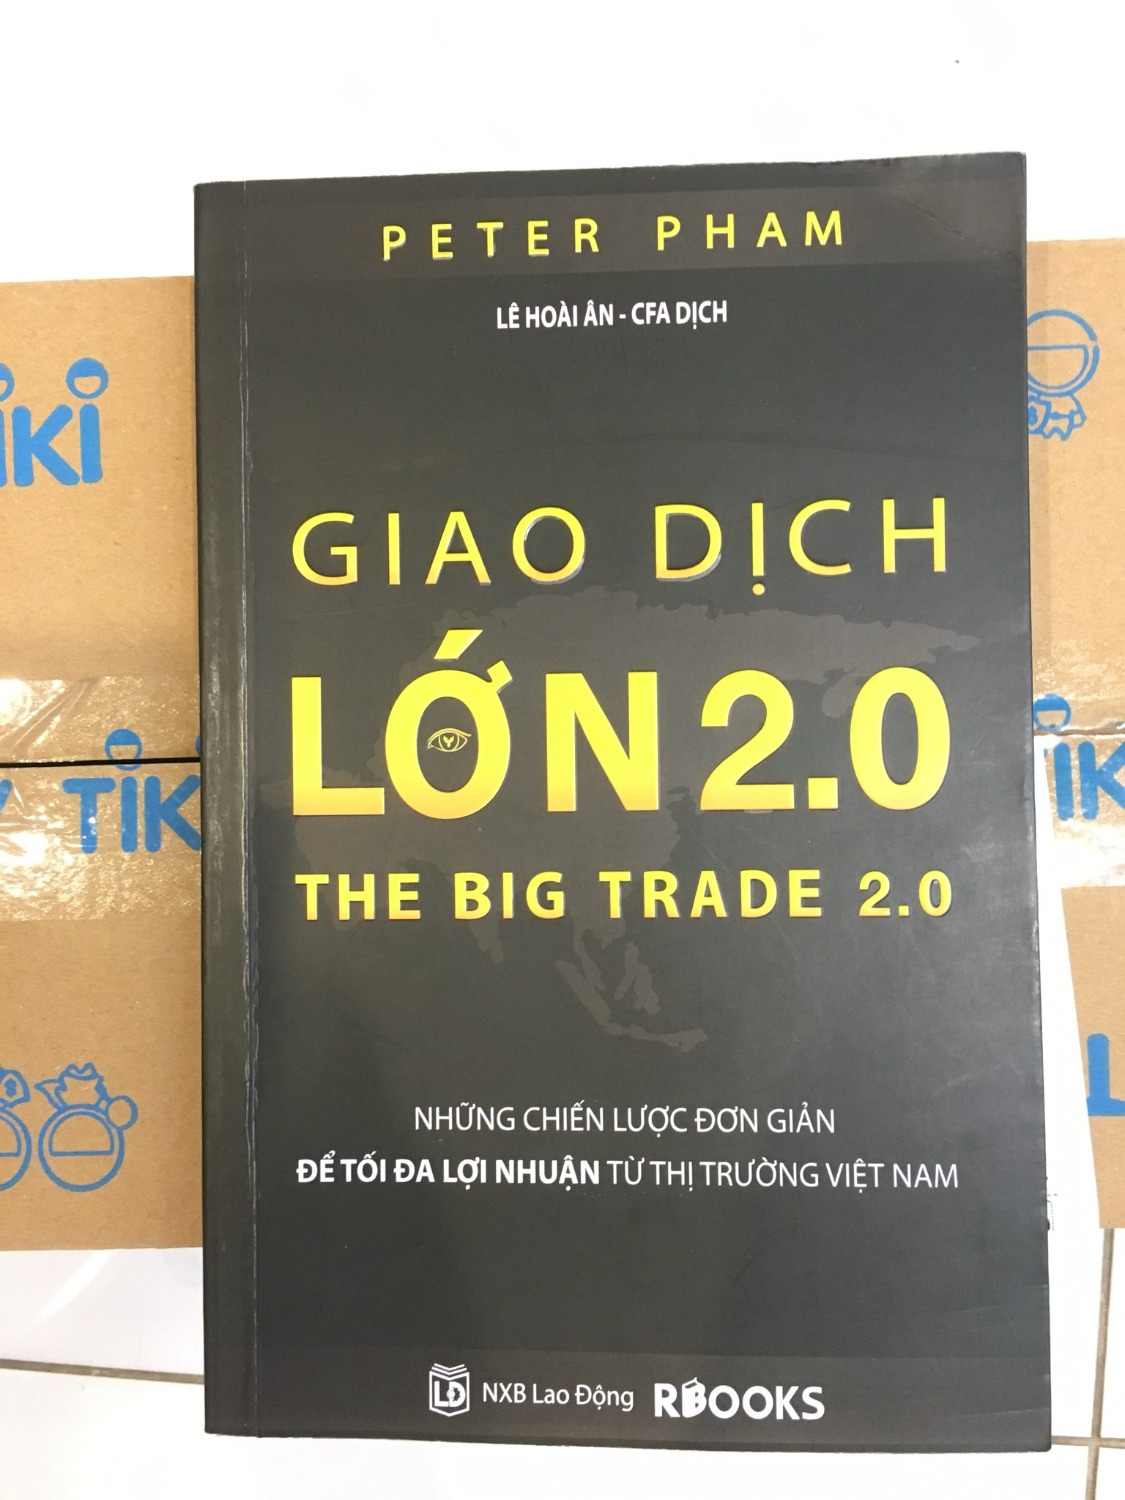 PETER PHAM
LÊ HOÀI ÂN - CFA DỊCH
GIAO DỊCH
LỚN 2.0
THE BIG TRADE 2.0
NHỮNG CHIẾN LƯỢC ĐƠN GIẢN
ĐỂ TỐI ĐA LỢI NHUẬN TỪ THỊ TRƯỜNG VIỆT NAM
LĐ NXB Lao Động RBOOKS
TIKI